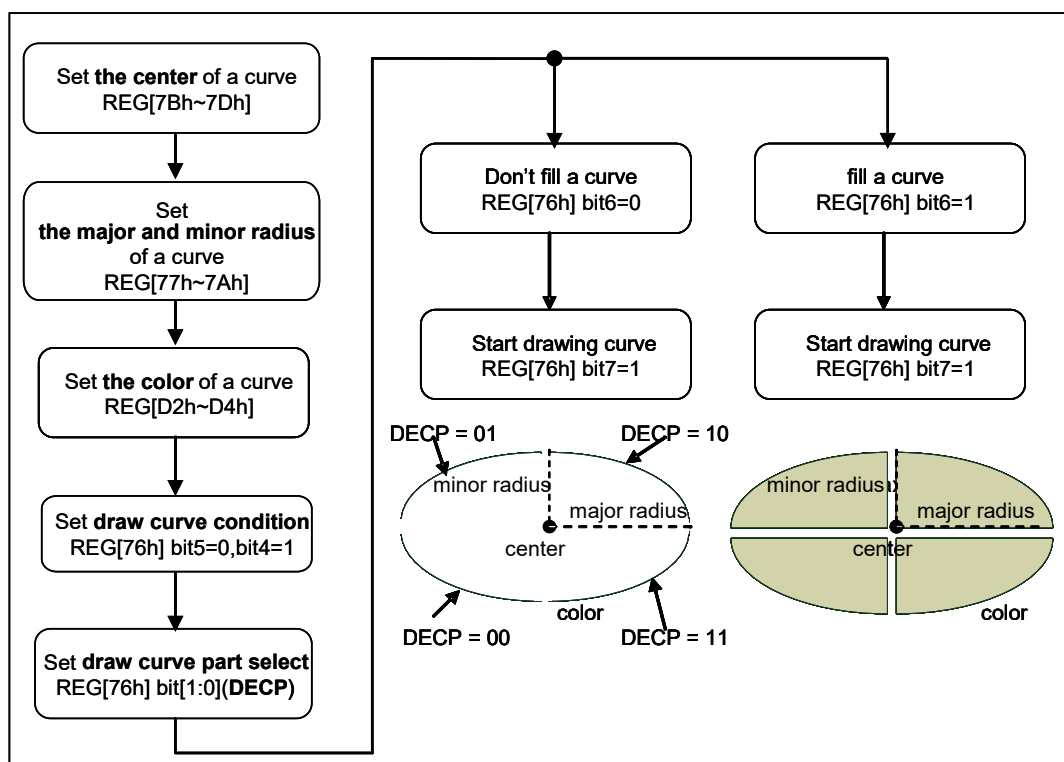 Set the center of a curve
REG[7Bh~7Dh]
Set
the major and minor radius
of a curve
REG[77h~7Ah]
Set the color of a curve
REG[D2h~D4h]
Set draw curve condition
REG[76h] bit5=0,bit4=1
Set draw curve part select
REG[76h] bit[1:0](DECP)
Don't fill a curve
REG[76h] bit6=0
Start drawing curve
REG[76h] bit7=1
fill a curve
REG[76h] bit6=1
Start drawing curve
REG[76h] bit7=1
DECP = 01
DECP = 10
minor radius
major radius
center
color
DECP = 00
DECP = 11
minor radius
major radius
center
color